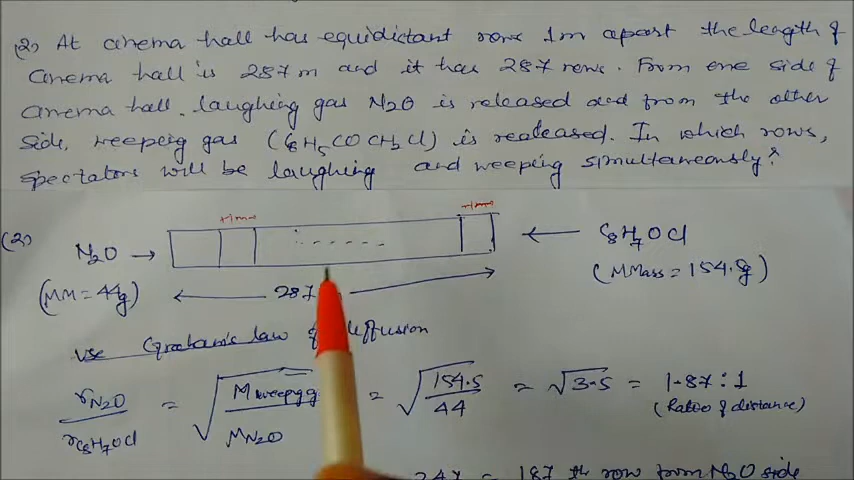 (2) At cinema hall has equidictant rows 1m apart the length of
cinema hall is 287 m and it has 287 rows. From one side of
cinema hall laughing gas N2O is released and from the other
side, weeping gas (C6H5COCH2Cl) is realeased. In which rows,
spectators will be laughing and weeping simultaneously?
(2)
N2O →
← C8H7OCl
(MM = 44g)
287
(MMass = 154.5g)
Use Graham's law of diffusion
rN2O / rC8H7OCl = √(Mweeping g / MN2O) = √(154.5 / 44) = √3.5 = 1.87 : 1
(Ratio of distance)
187 th row from N2O side